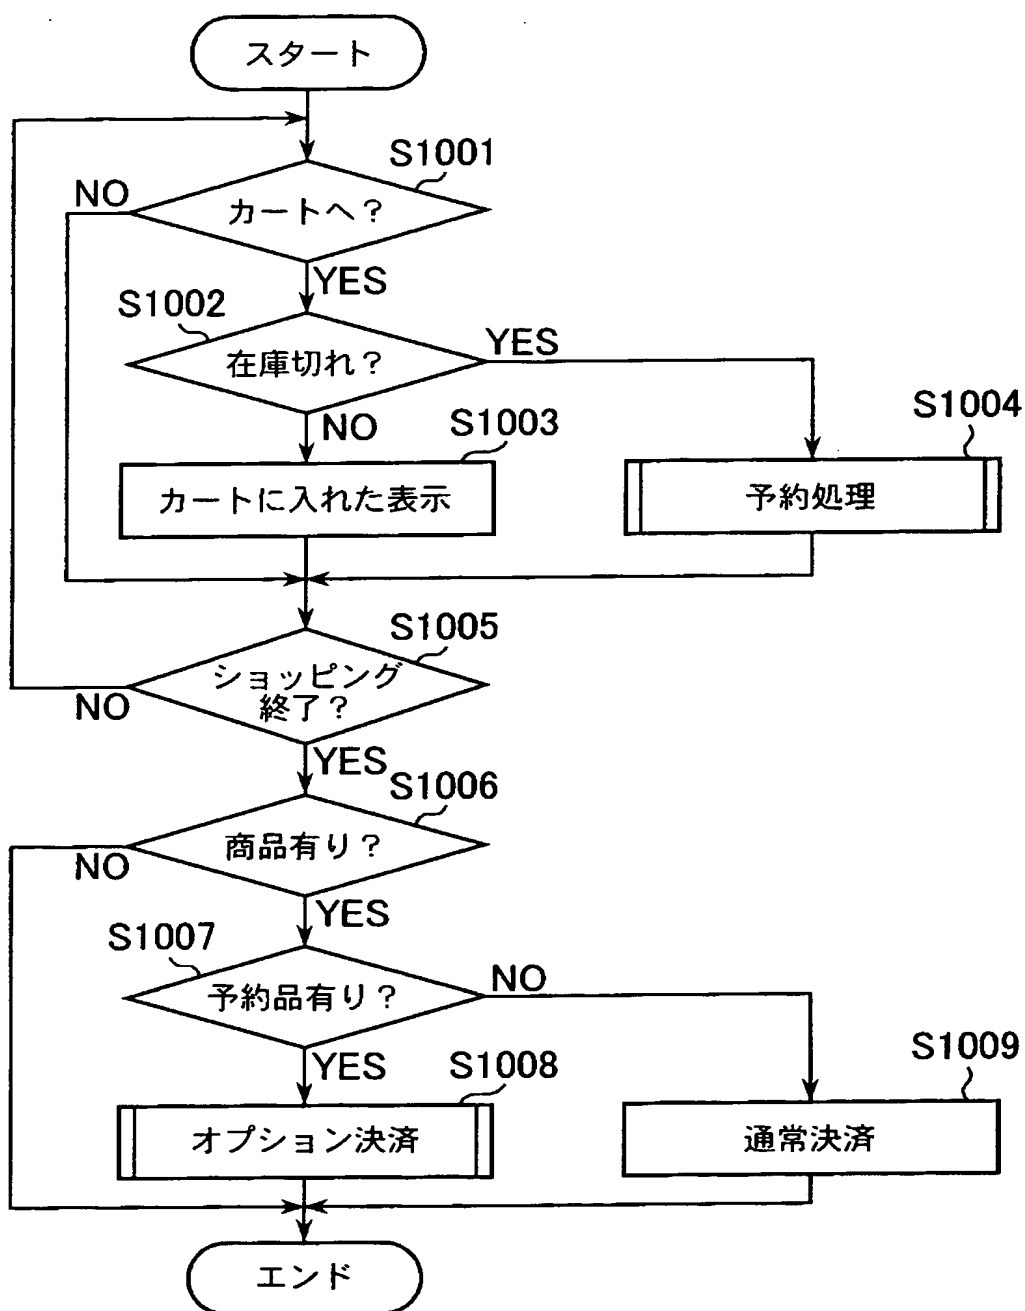 スタート
S1001
NO
カートへ?
YES
S1002
YES
在庫切れ?
NO
S1003
S1004
カートに入れた表示
予約処理
S1005
ショッピング
終了?
NO
YES
S1006
商品有り?
NO
YES
S1007
NO
予約品有り?
YES
S1008
S1009
オプション決済
通常決済
エンド